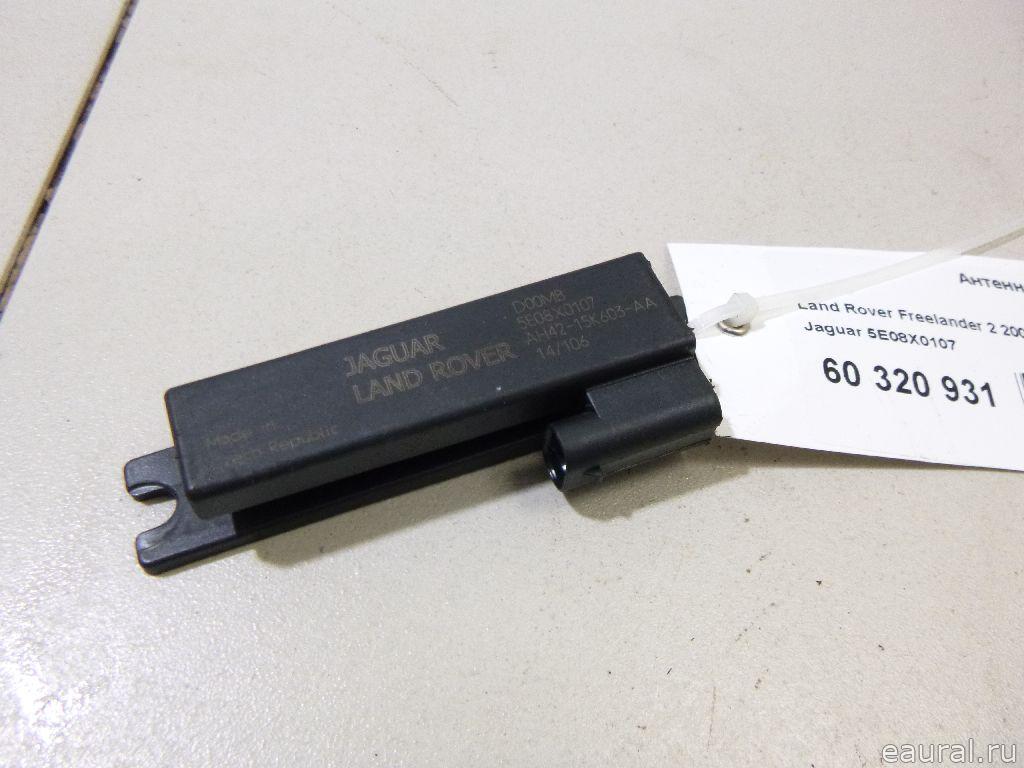 JAGUAR
LAND ROVER
D00MB
5E08X0107
AH42-15K603-AA
14/106
Made in
Czech Republic
Антенн
Land Rover Freelander 2 200
Jaguar 5E08X0107
60 320 931
eaural.ru